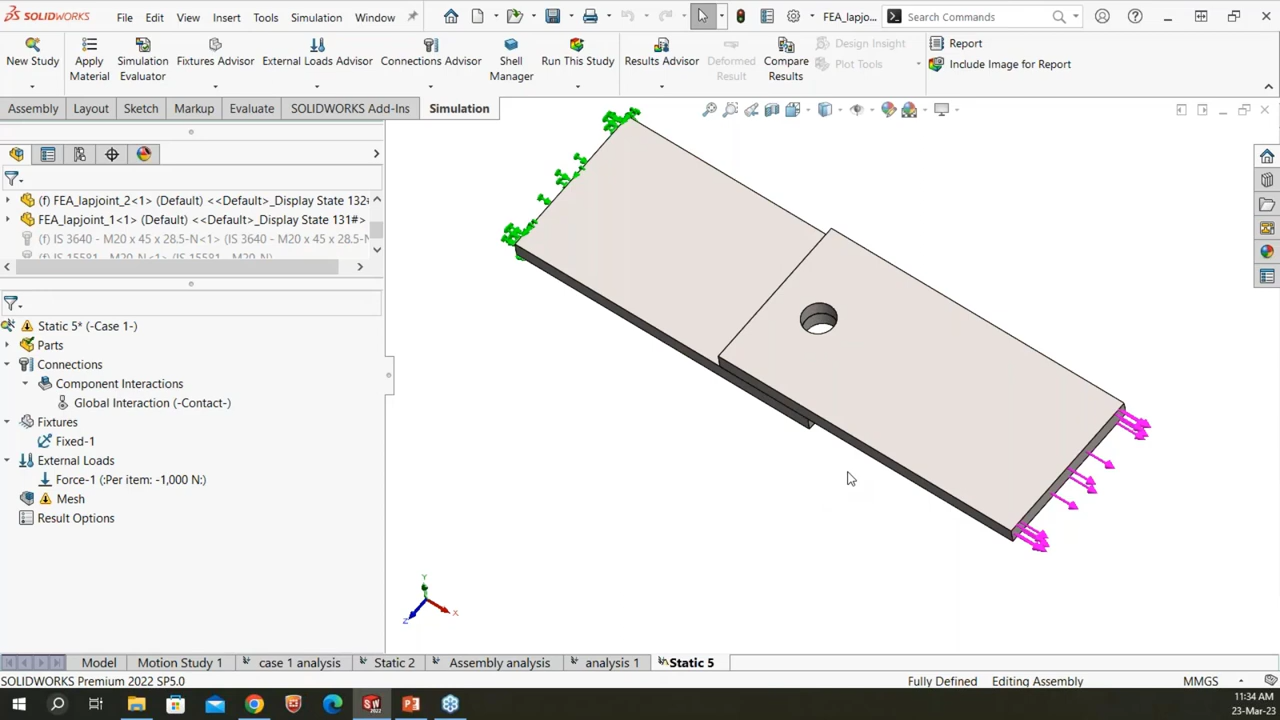 SOLIDWORKS
File Edit View Insert Tools Simulation Window
FEA_lapjo...
Search Commands
New Study
Apply Material
Simulation Evaluator
Fixtures Advisor
External Loads Advisor
Connections Advisor
Shell Manager
Run This Study
Results Advisor
Deformed Result
Compare Results
Design Insight
Plot Tools
Report
Include Image for Report
Assembly Layout Sketch Markup Evaluate SOLIDWORKS Add-Ins Simulation
(f) FEA_lapjoint_2<1> (Default) <<Default>_Display State 132
FEA_lapjoint_1<1> (Default) <<Default>_Display State 131#>
(f) IS 3640 - M20 x 45 x 28.5-N<1> (IS 3640 - M20 x 45 x 28.5-N
(f) IS 15581 - M20-N<1> (IS 15581 - M20-N)
Static 5* (-Case 1-)
Parts
Connections
Component Interactions
Global Interaction (-Contact-)
Fixtures
Fixed-1
External Loads
Force-1 (:Per item: -1,000 N:)
Mesh
Result Options
Y
X
Z
Model Motion Study 1 case 1 analysis Static 2 Assembly analysis analysis 1 Static 5
SOLIDWORKS Premium 2022 SP5.0
Fully Defined Editing Assembly MMGS
11:34 AM
23-Mar-23